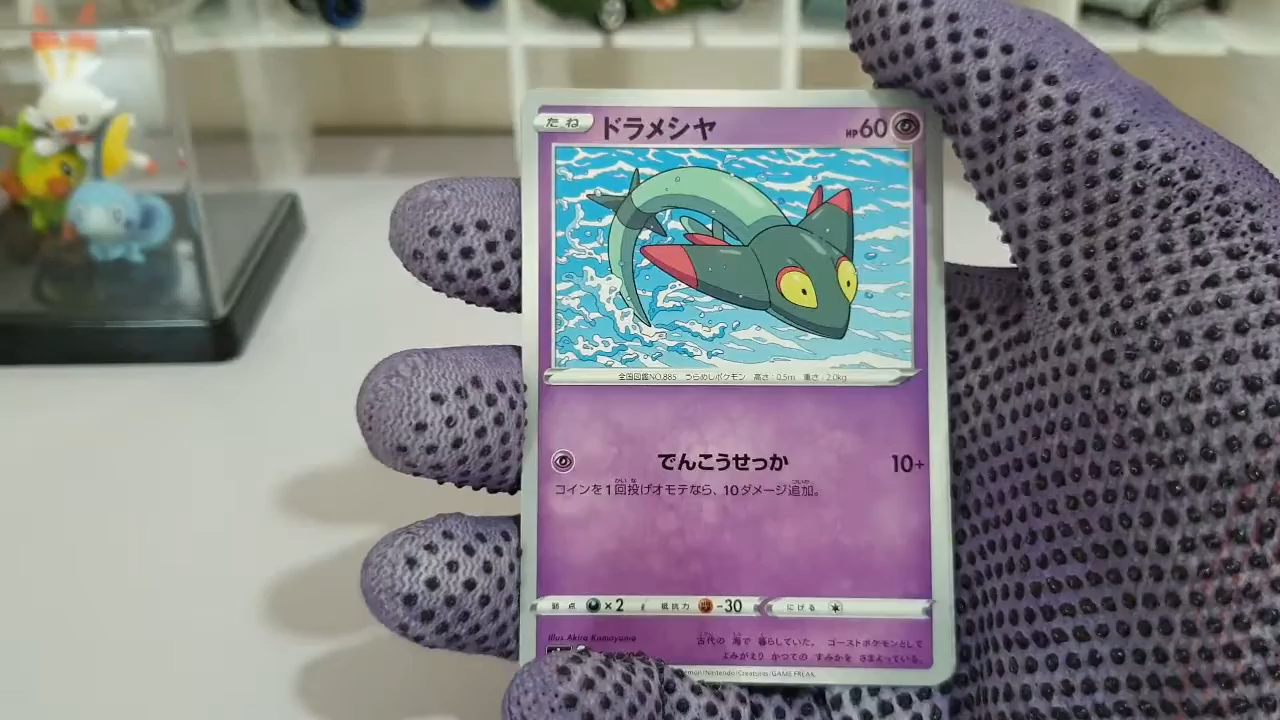 たね ドラメシヤ HP60
全国図鑑NO.885 うらめしポケモン 高さ:0.5m 重さ:2.0kg
でんこうせっか 10+
コインを1回投げオモテなら、10ダメージ追加。
弱点 ×2 抵抗力 -30 にげる
Illus. Akira Komayama
古代の 海で 暮らしていた。 ゴーストポケモンとして
よみがえり かつての すみかを さまよっている。
/Nintendo/Creatures/GAME FREAK